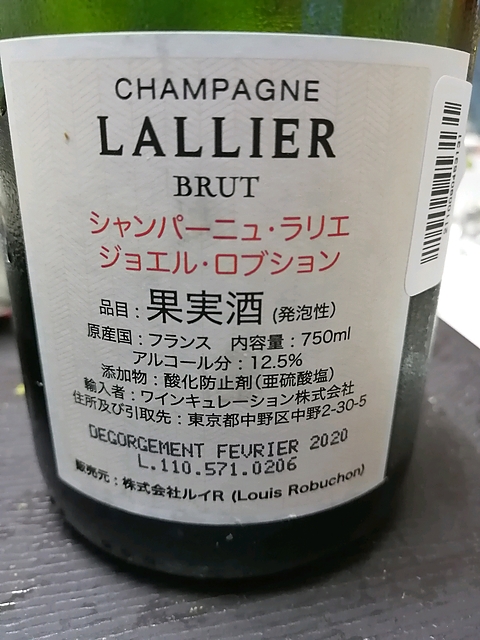 CHAMPAGNE
LALLIER
BRUT
シャンパーニュ・ラリエ
ジョエル・ロブション
品目：果実酒（発泡性）
原産国：フランス 内容量：750ml
アルコール分：12.5%
添加物：酸化防止剤（亜硫酸塩）
輸入者：ワインキュレーション株式会社
住所及び引取先：東京都中野区中野2-30-5
DEGORGEMENT FEVRIER 2020
L.110.571.0206
販売元：株式会社ルイR (Louis Robuchon)